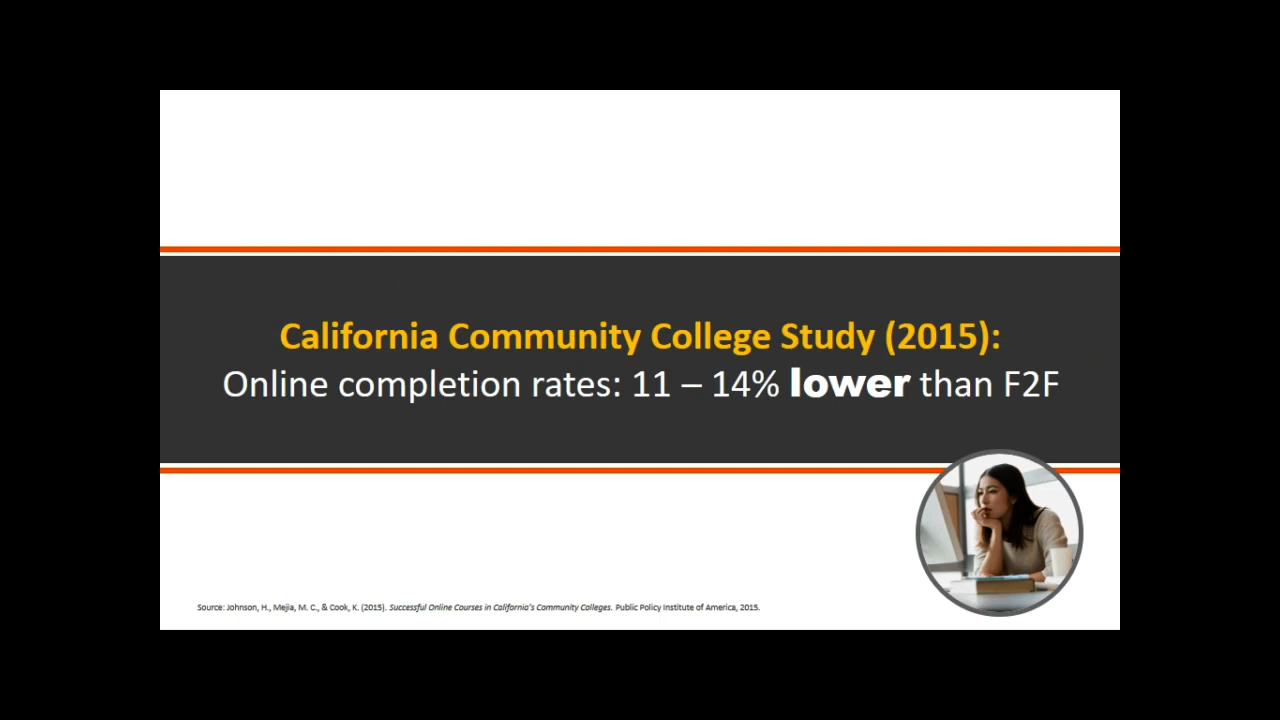 California Community College Study (2015):
Online completion rates: 11 – 14% lower than F2F
Source: Johnson, H., Mejia, M. C., & Cook, K. (2015). Successful Online Courses in California's Community Colleges. Public Policy Institute of America, 2015.